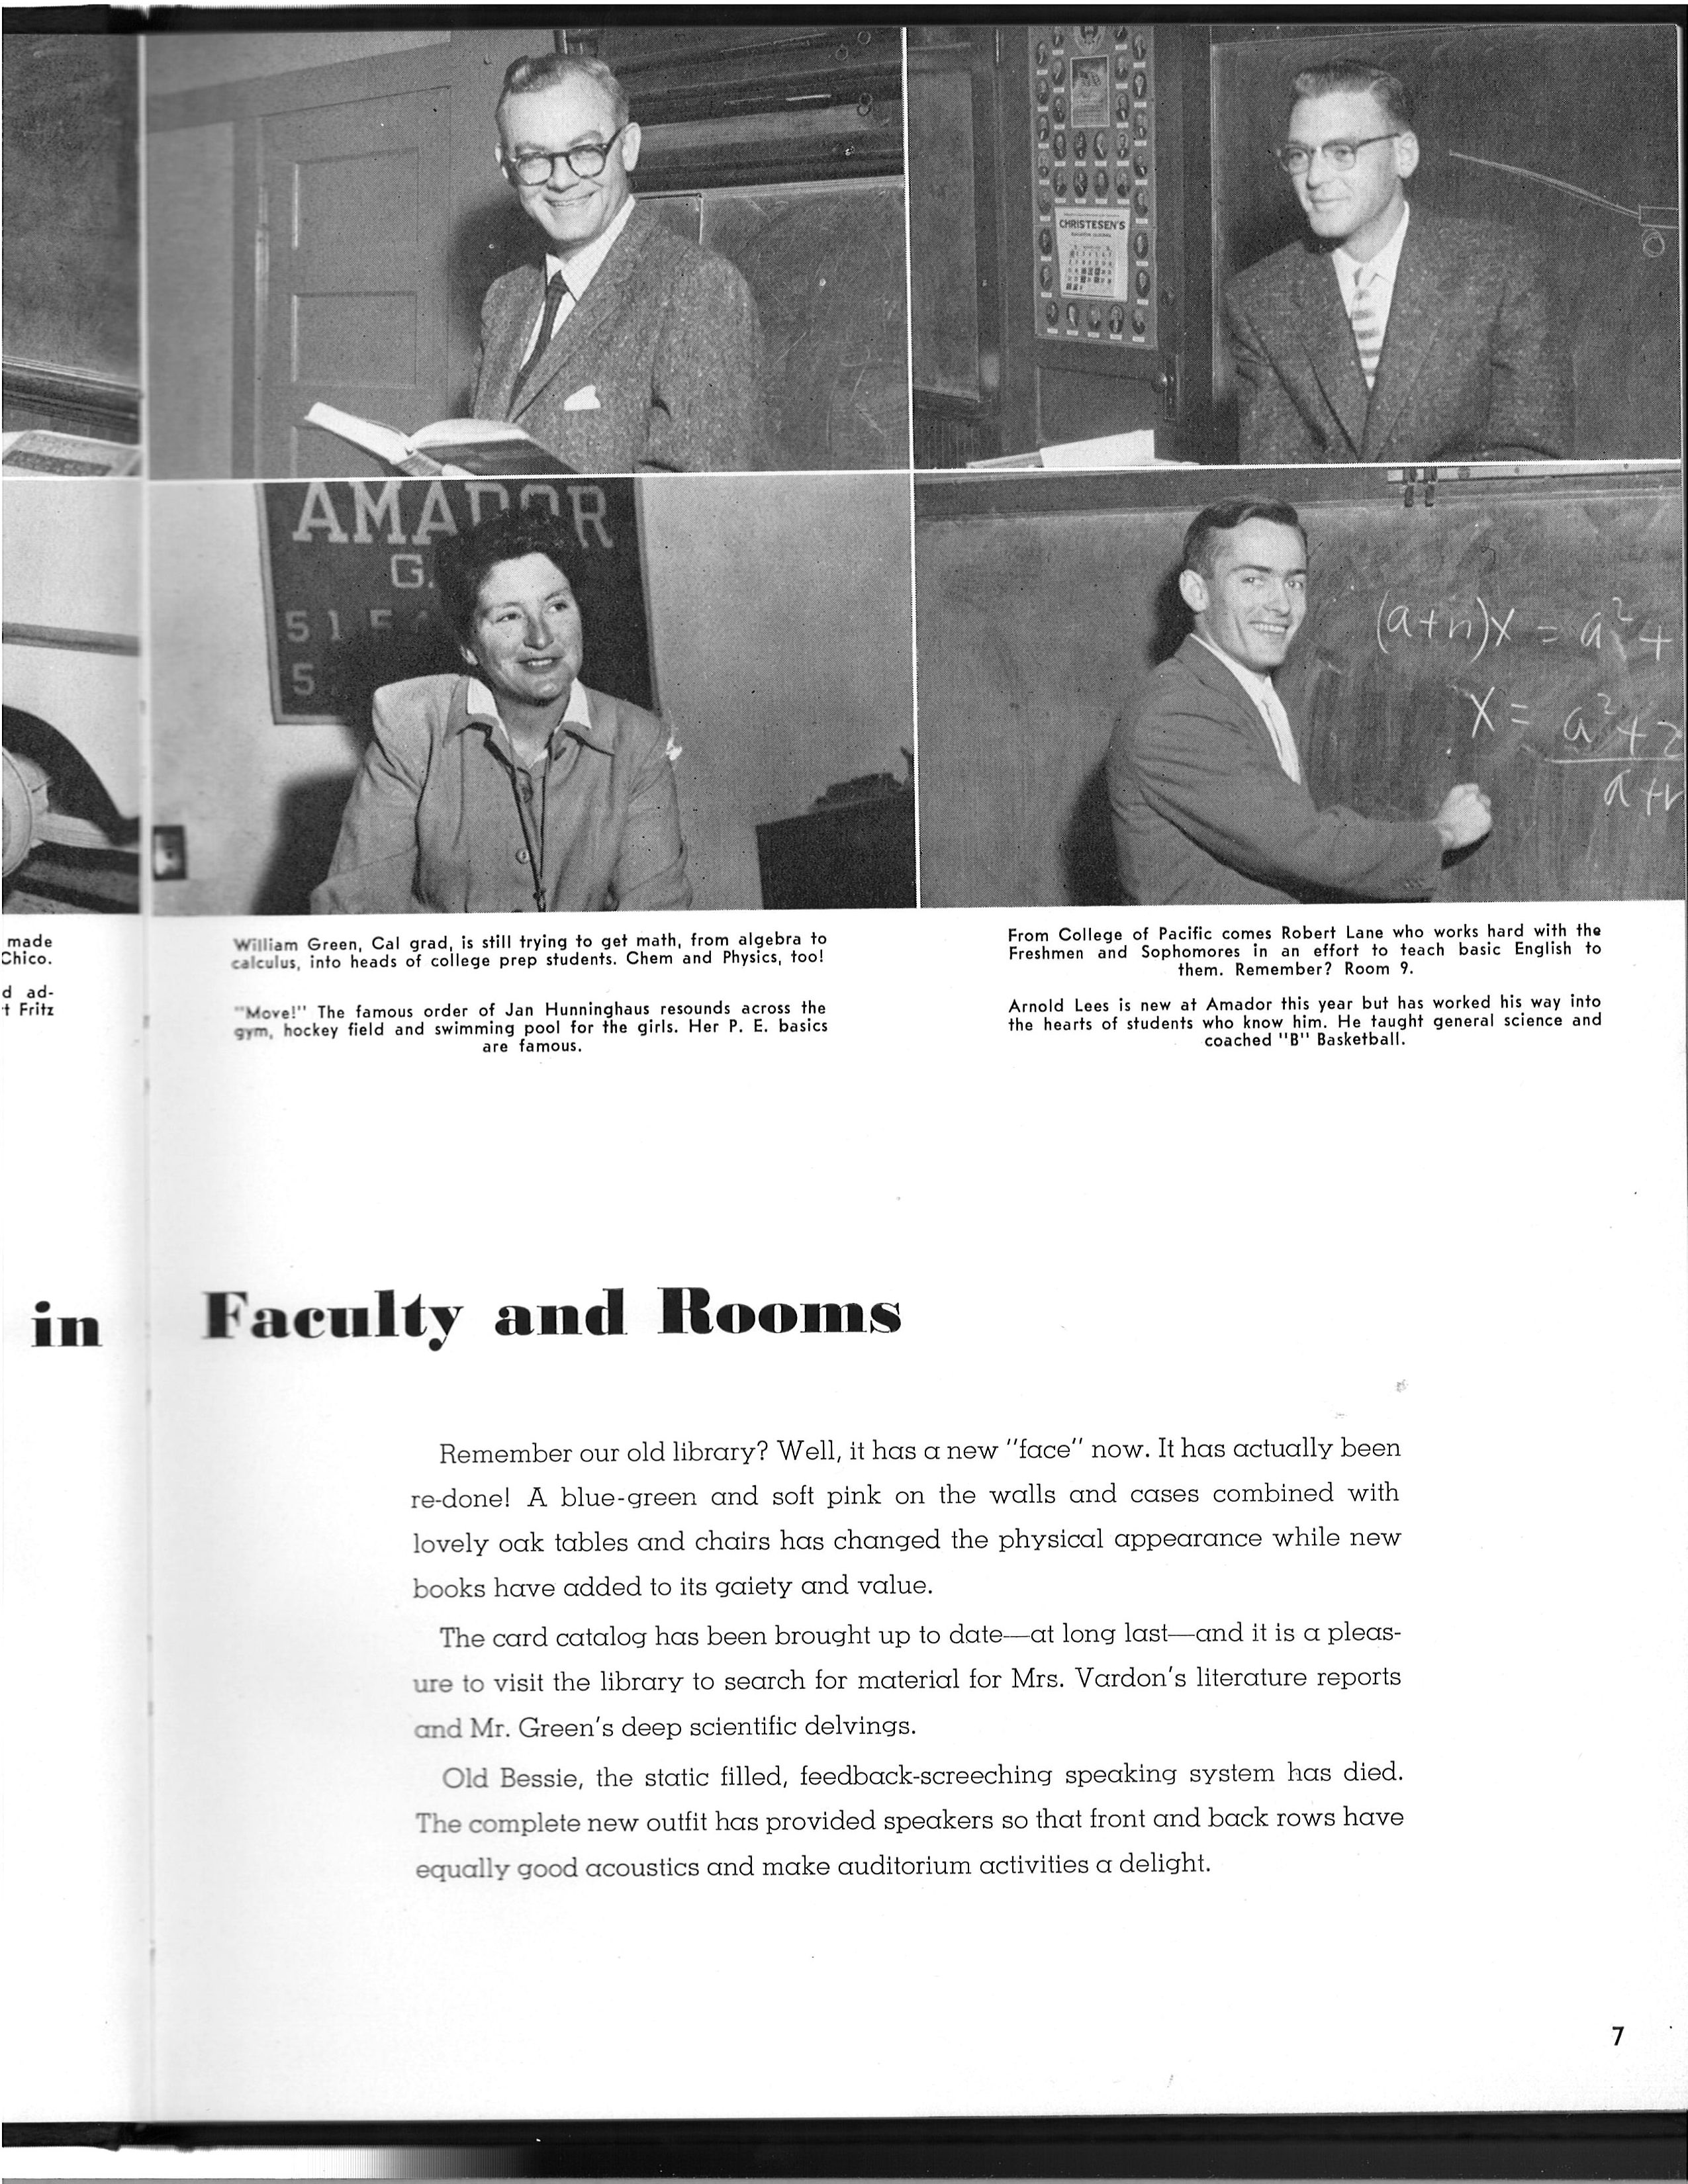 CHRISTESEN'S
AMADOR
G.
5 1 5
5
(a+n)x = a²+
x = a²+2
a+n
made
Chico.
d ad-
t Fritz
William Green, Cal grad, is still trying to get math, from algebra to
calculus, into heads of college prep students. Chem and Physics, too!
"Move!" The famous order of Jan Hunninghaus resounds across the
gym, hockey field and swimming pool for the girls. Her P. E. basics
are famous.
From College of Pacific comes Robert Lane who works hard with the
Freshmen and Sophomores in an effort to teach basic English to
them. Remember? Room 9.
Arnold Lees is new at Amador this year but has worked his way into
the hearts of students who know him. He taught general science and
coached "B" Basketball.
in Faculty and Rooms
Remember our old library? Well, it has a new "face" now. It has actually been
re-done! A blue-green and soft pink on the walls and cases combined with
lovely oak tables and chairs has changed the physical appearance while new
books have added to its gaiety and value.
The card catalog has been brought up to date—at long last—and it is a pleas-
ure to visit the library to search for material for Mrs. Vardon's literature reports
and Mr. Green's deep scientific delvings.
Old Bessie, the static filled, feedback-screeching speaking system has died.
The complete new outfit has provided speakers so that front and back rows have
equally good acoustics and make auditorium activities a delight.
7